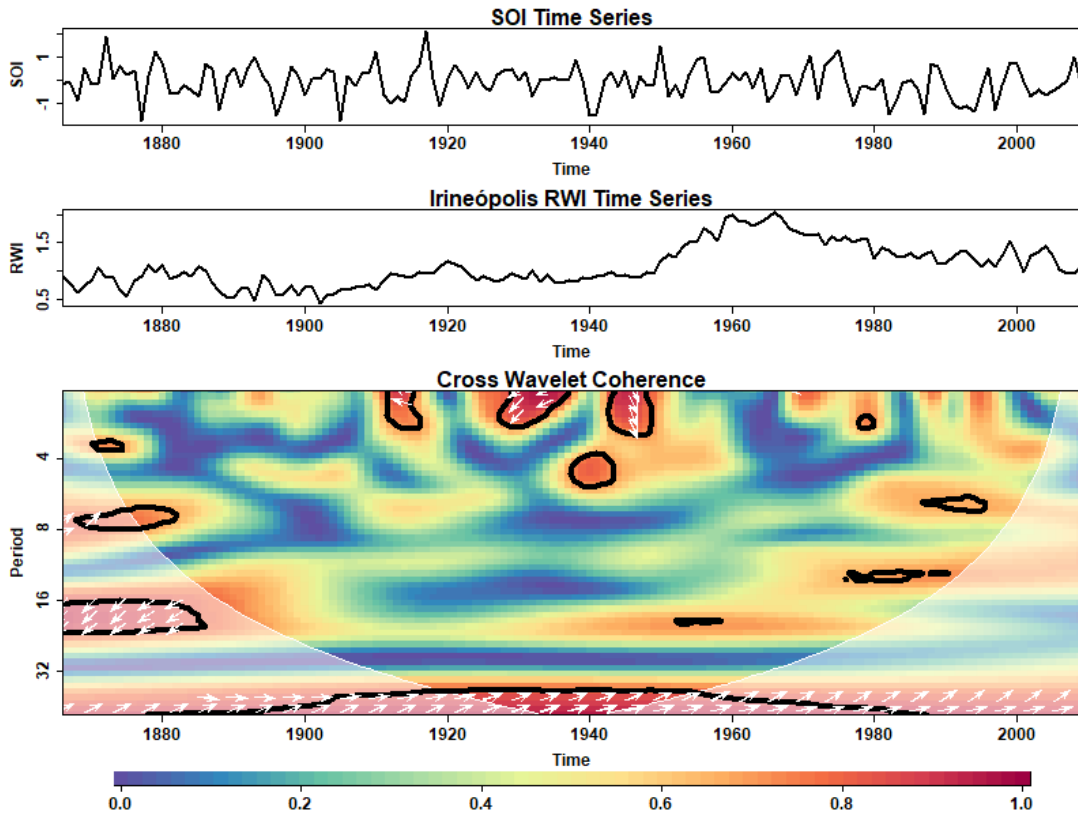 SOI Time Series
SOI
1
-1
1880 1900 1920 1940 1960 1980 2000
Time
Irineópolis RWI Time Series
RWI
1.5
0.5
1880 1900 1920 1940 1960 1980 2000
Time
Cross Wavelet Coherence
Period
4
8
16
32
1880 1900 1920 1940 1960 1980 2000
Time
0.0 0.2 0.4 0.6 0.8 1.0